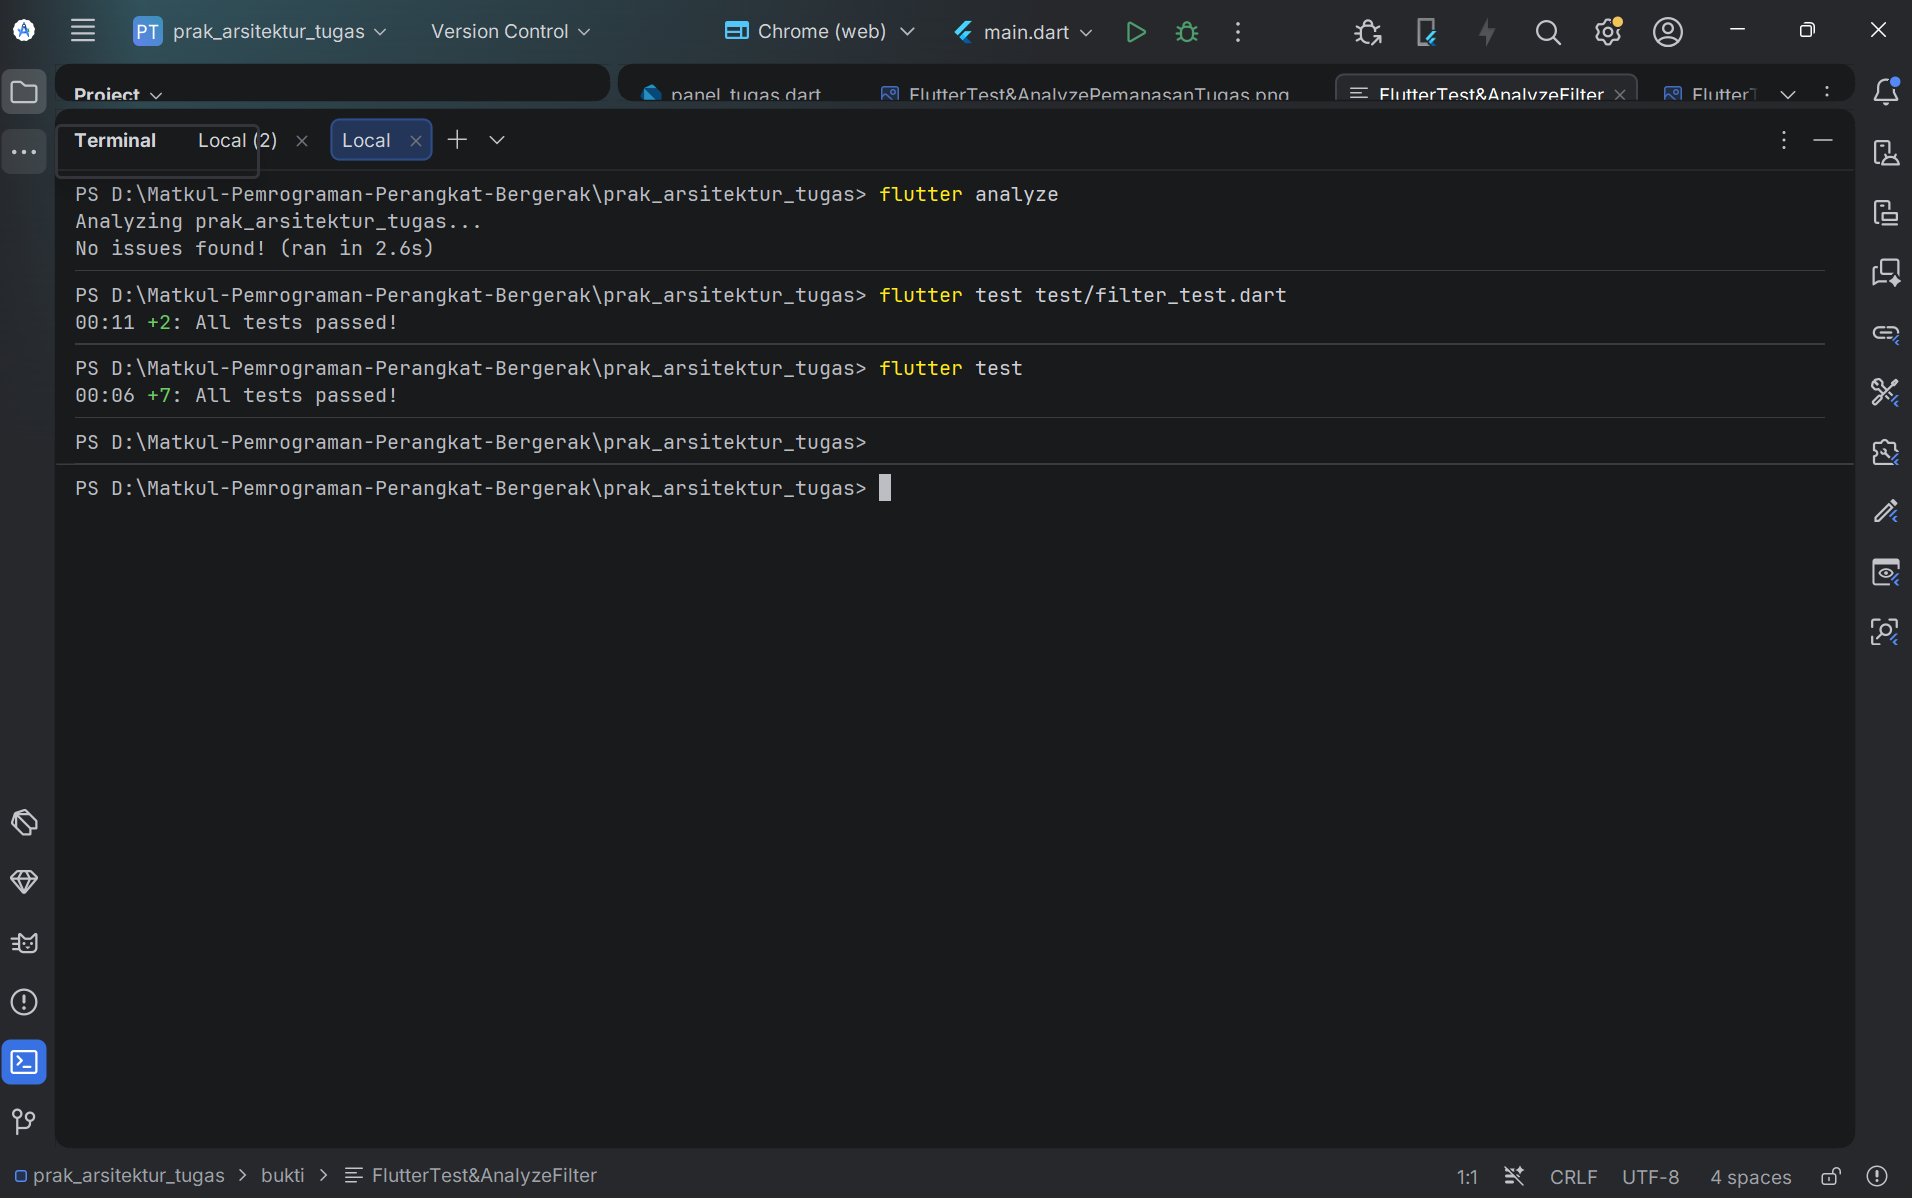 PT prak_arsitektur_tugas Version Control Chrome (web) main.dart
Project panel_tugas.dart FlutterTest&AnalyzePemanasanTugas.png FlutterTest&AnalyzeFilter FlutterT
Terminal Local (2) Local
PS D:\Matkul-Pemrograman-Perangkat-Bergerak\prak_arsitektur_tugas> flutter analyze
Analyzing prak_arsitektur_tugas...
No issues found! (ran in 2.6s)
PS D:\Matkul-Pemrograman-Perangkat-Bergerak\prak_arsitektur_tugas> flutter test test/filter_test.dart
00:11 +2: All tests passed!
PS D:\Matkul-Pemrograman-Perangkat-Bergerak\prak_arsitektur_tugas> flutter test
00:06 +7: All tests passed!
PS D:\Matkul-Pemrograman-Perangkat-Bergerak\prak_arsitektur_tugas>
PS D:\Matkul-Pemrograman-Perangkat-Bergerak\prak_arsitektur_tugas>
prak_arsitektur_tugas > bukti > FlutterTest&AnalyzeFilter 1:1 CRLF UTF-8 4 spaces